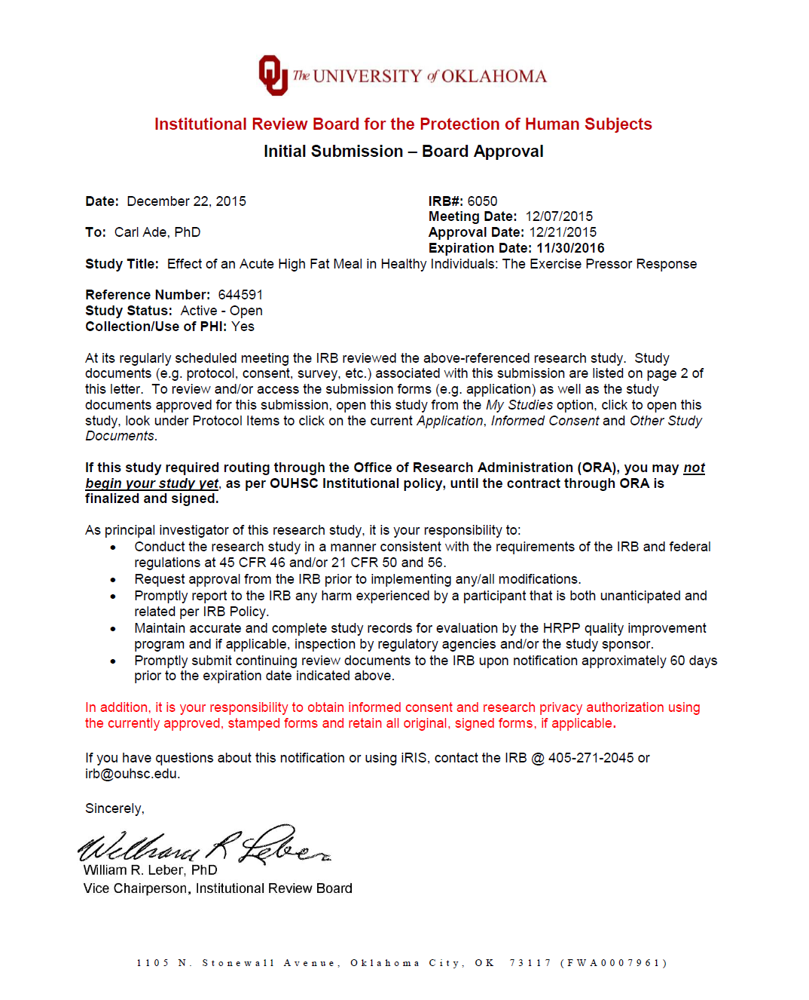 OU The UNIVERSITY of OKLAHOMA
Institutional Review Board for the Protection of Human Subjects
Initial Submission – Board Approval
Date: December 22, 2015
IRB#: 6050
Meeting Date: 12/07/2015
To: Carl Ade, PhD
Approval Date: 12/21/2015
Expiration Date: 11/30/2016
Study Title: Effect of an Acute High Fat Meal in Healthy Individuals: The Exercise Pressor Response
Reference Number: 644591
Study Status: Active - Open
Collection/Use of PHI: Yes
At its regularly scheduled meeting the IRB reviewed the above-referenced research study. Study
documents (e.g. protocol, consent, survey, etc.) associated with this submission are listed on page 2 of
this letter. To review and/or access the submission forms (e.g. application) as well as the study
documents approved for this submission, open this study from the My Studies option, click to open this
study, look under Protocol Items to click on the current Application, Informed Consent and Other Study
Documents.
If this study required routing through the Office of Research Administration (ORA), you may not
begin your study yet, as per OUHSC Institutional policy, until the contract through ORA is
finalized and signed.
As principal investigator of this research study, it is your responsibility to:
• Conduct the research study in a manner consistent with the requirements of the IRB and federal
regulations at 45 CFR 46 and/or 21 CFR 50 and 56.
• Request approval from the IRB prior to implementing any/all modifications.
• Promptly report to the IRB any harm experienced by a participant that is both unanticipated and
related per IRB Policy.
• Maintain accurate and complete study records for evaluation by the HRPP quality improvement
program and if applicable, inspection by regulatory agencies and/or the study sponsor.
• Promptly submit continuing review documents to the IRB upon notification approximately 60 days
prior to the expiration date indicated above.
In addition, it is your responsibility to obtain informed consent and research privacy authorization using
the currently approved, stamped forms and retain all original, signed forms, if applicable.
If you have questions about this notification or using iRIS, contact the IRB @ 405-271-2045 or
irb@ouhsc.edu.
Sincerely,
William R Leber
William R. Leber, PhD
Vice Chairperson, Institutional Review Board
1105 N. Stonewall Avenue, Oklahoma City, OK 73117 (FWA0007961)